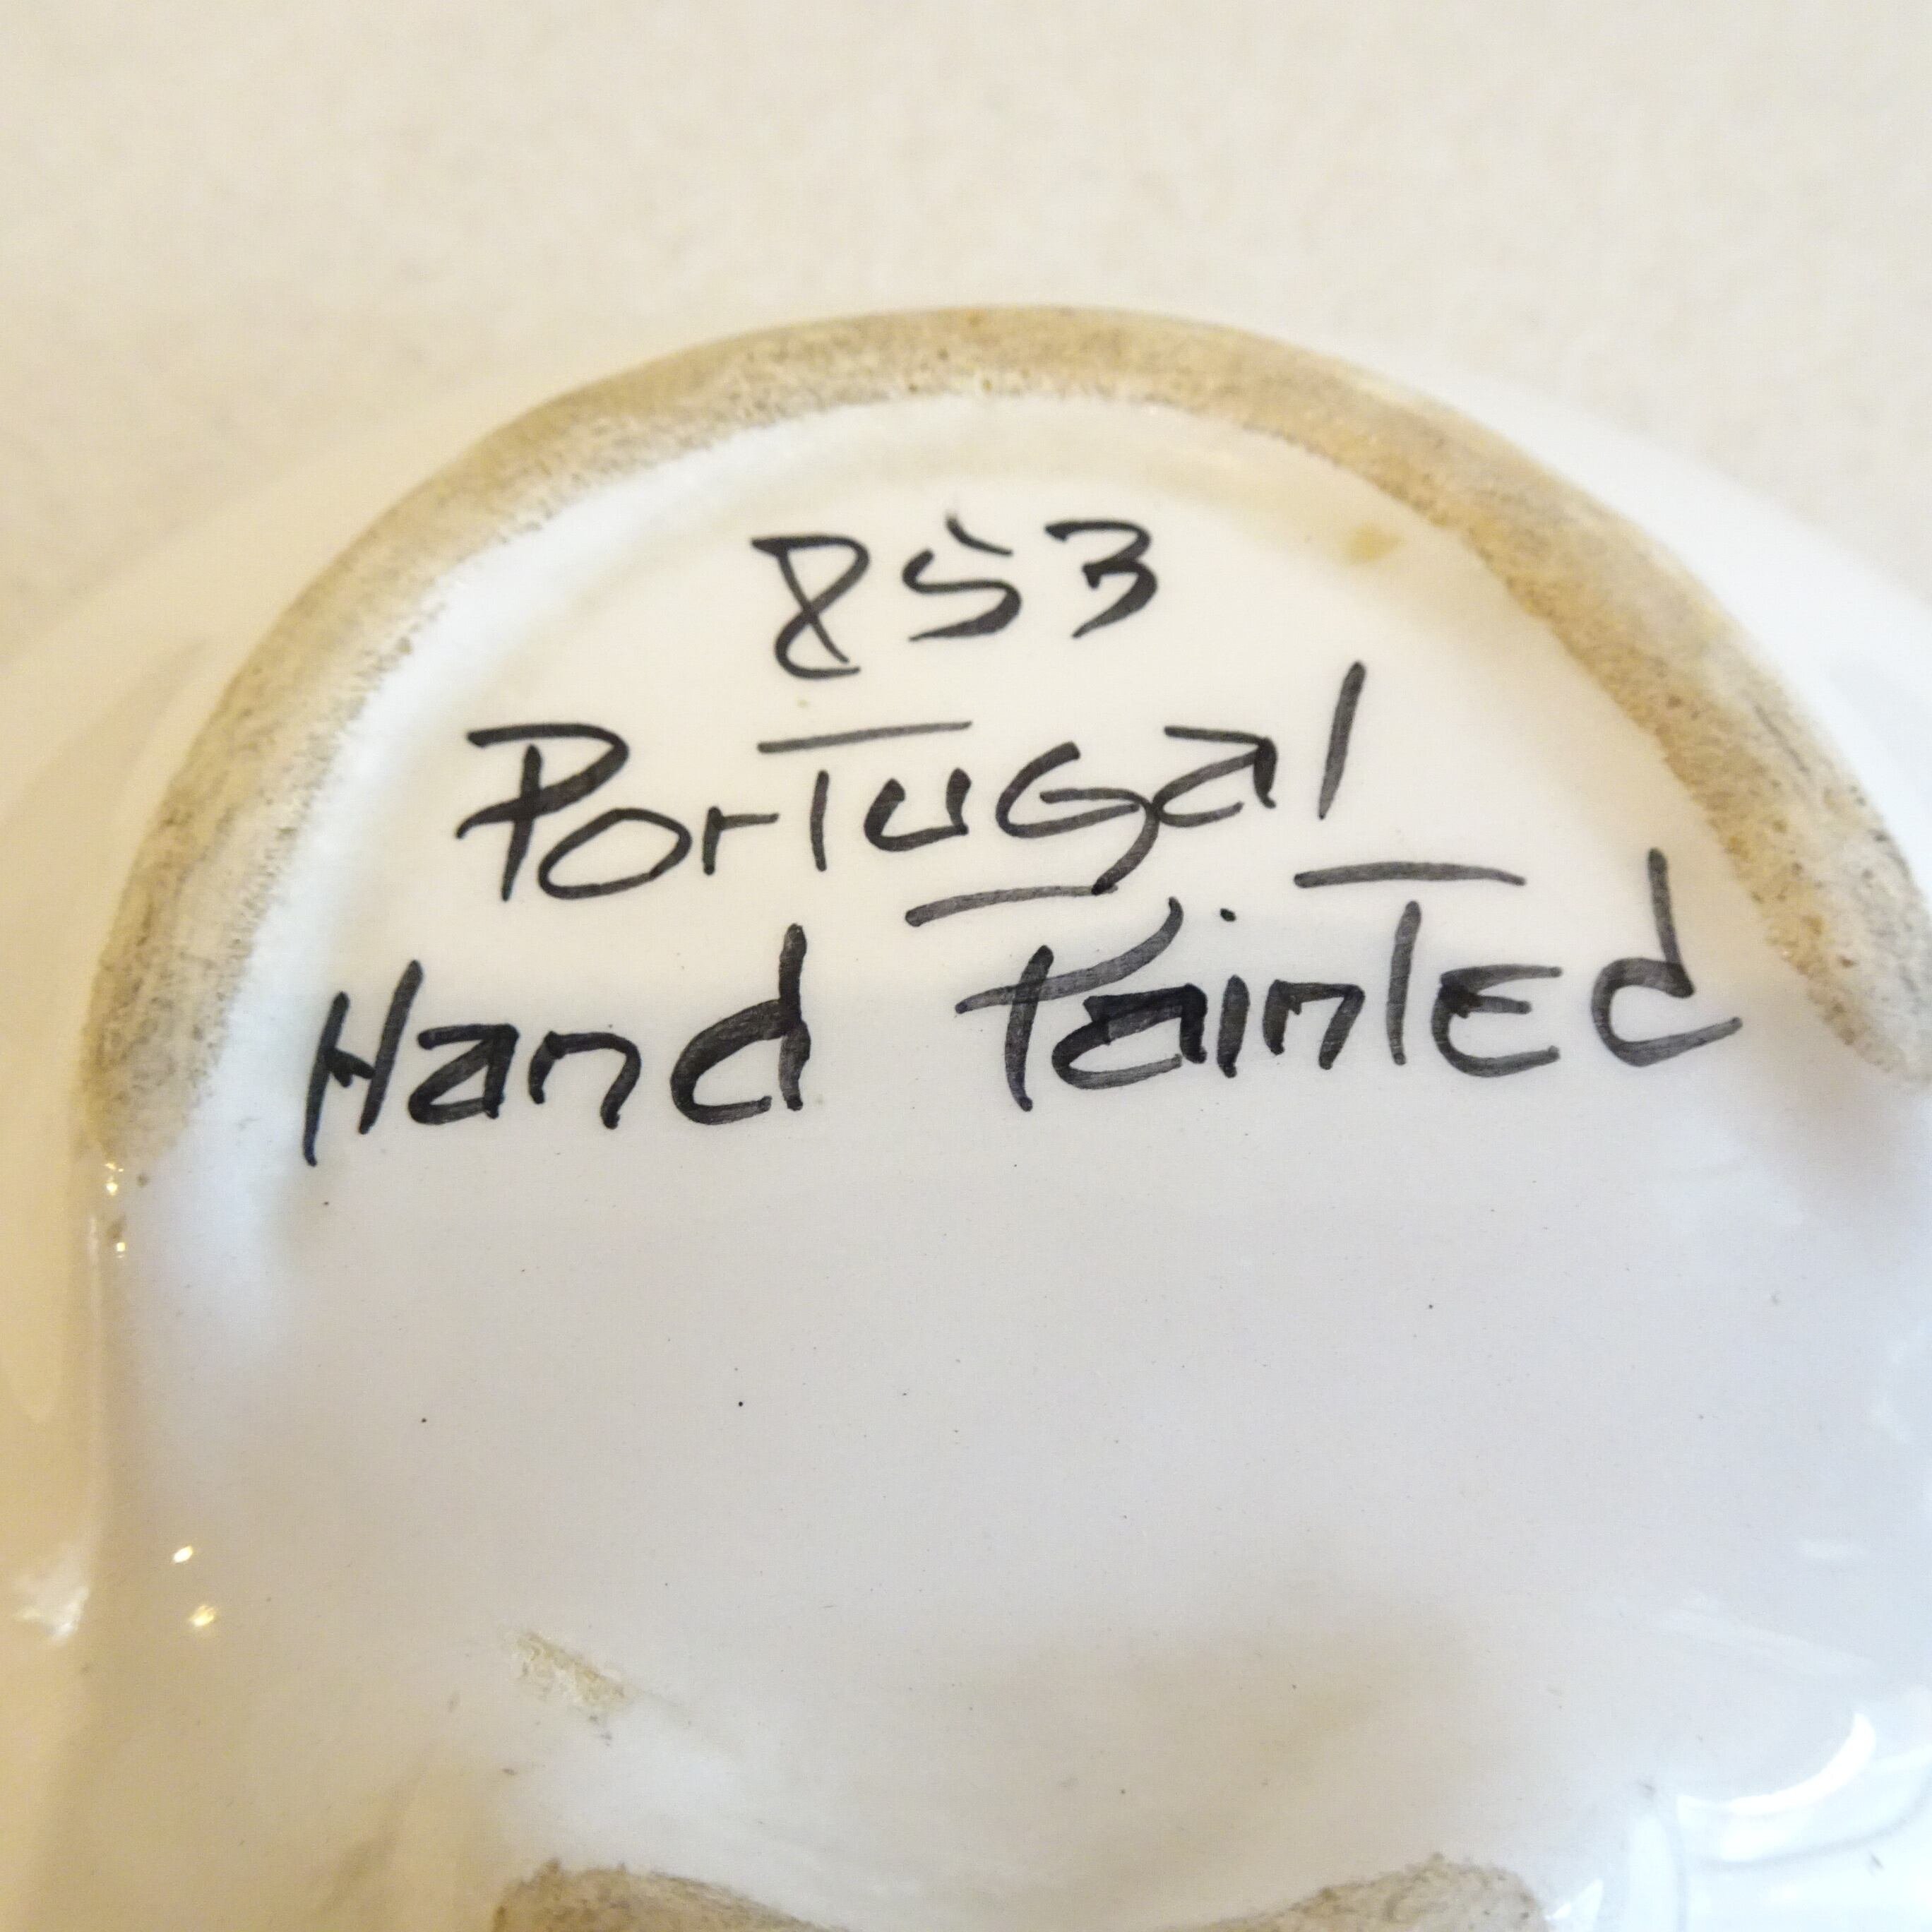 853
Portugal
Hand Painted